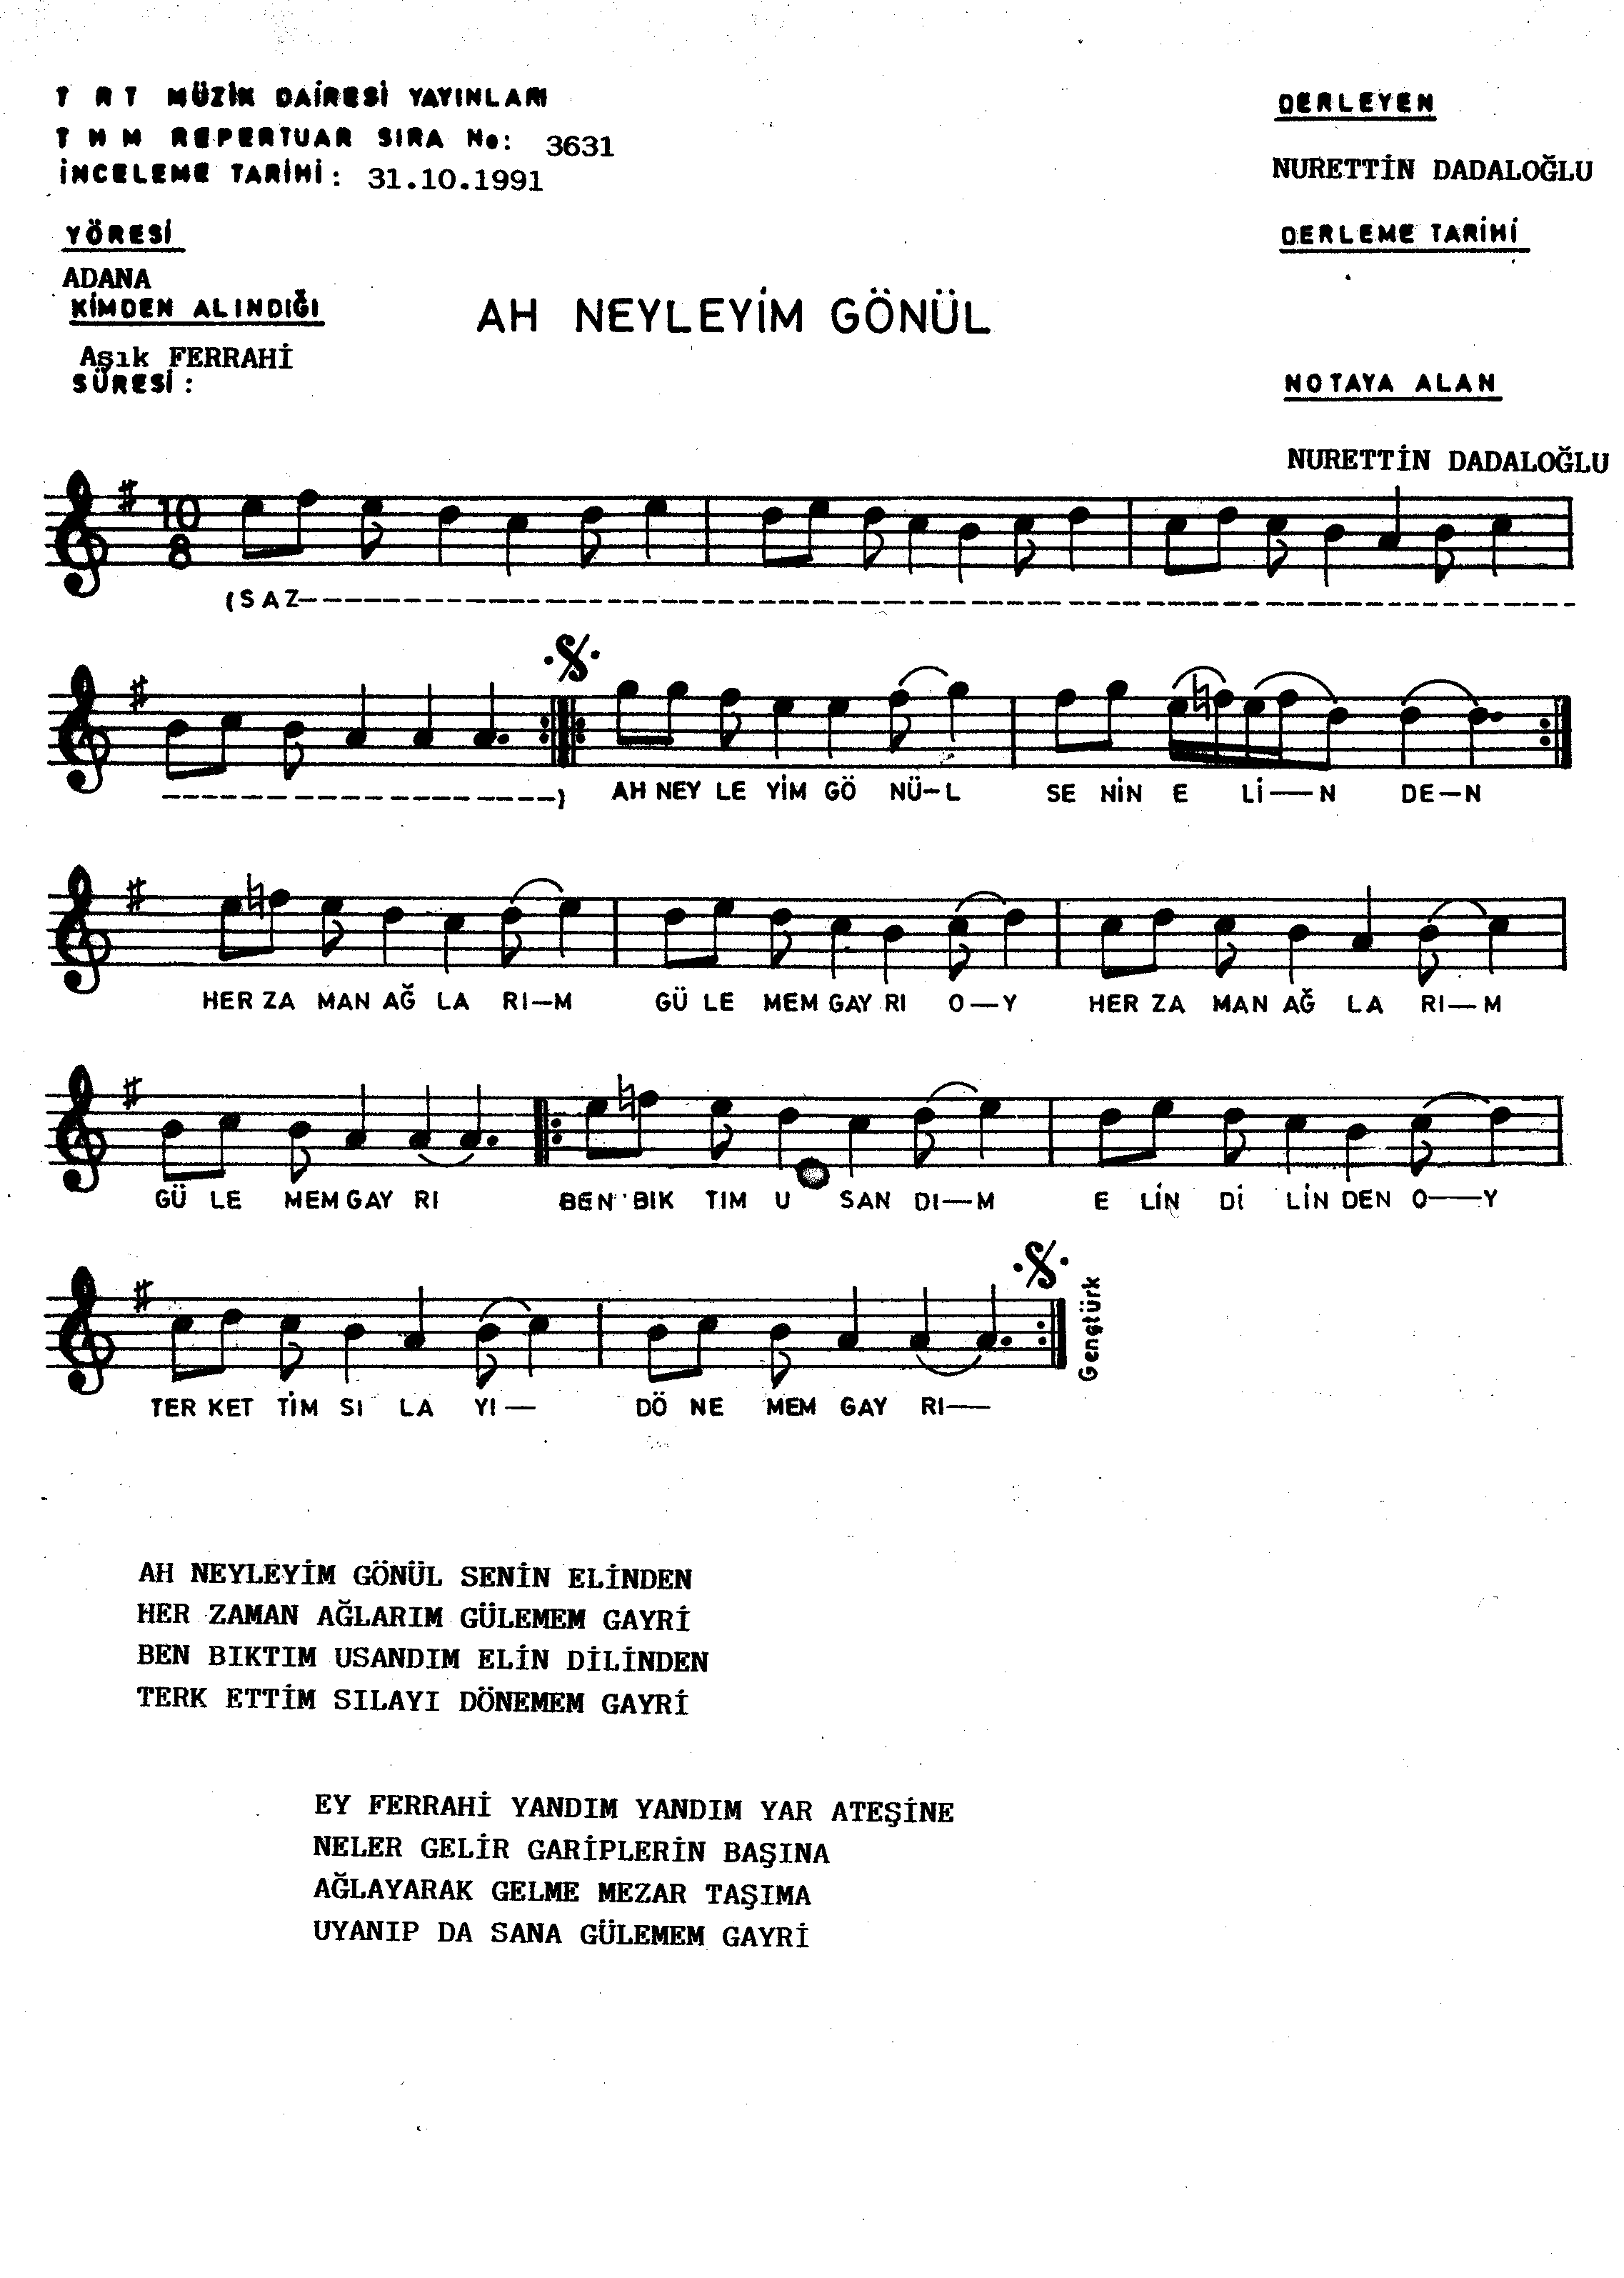 T R T MÜZİK DAİRESİ YAYINLARI
T H M REPERTUAR SIRA No: 3631
İNCELEME TARİHİ : 31.10.1991
DERLEYEN
NURETTİN DADALOĞLU
YÖRESİ
ADANA
DERLEME TARİHİ
KİMDEN ALINDIĞI
Aşık FERRAHİ
SÜRESİ :
AH NEYLEYİM GÖNÜL
NOTAYA ALAN
NURETTİN DADALOĞLU
10
8
(SAZ------------------------------
------------------)
AH NEY LE YİM GÖ NÜ–L SE NİN E Lİ—N DE–N
HER ZA MAN AĞ LA RI–M GÜ LE MEM GAY RI O–Y HER ZA MAN AĞ LA RI–M
GÜ LE MEM GAY RI BEN BIK TIM U SAN DI–M E LİN Dİ LİN DEN O—Y
TER KET TİM SI LA YI— DÖ NE MEM GAY RI—
Gençtürk
AH NEYLEYİM GÖNÜL SENİN ELİNDEN
HER ZAMAN AĞLARIM GÜLEMEM GAYRİ
BEN BIKTIM USANDIM ELİN DİLİNDEN
TERK ETTİM SILAYI DÖNEMEM GAYRİ
EY FERRAHİ YANDIM YANDIM YAR ATEŞİNE
NELER GELİR GARİPLERİN BAŞINA
AĞLAYARAK GELME MEZAR TAŞIMA
UYANIP DA SANA GÜLEMEM GAYRİ